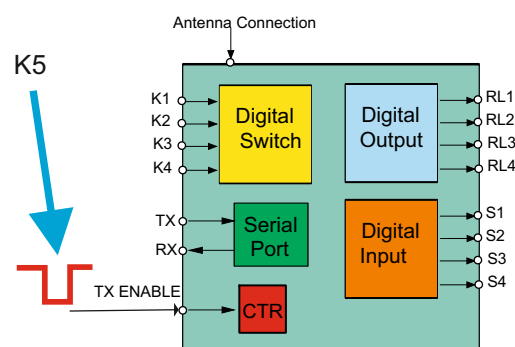 Antenna Connection
K5
K1
K2
K3
K4
Digital
Switch
Digital
Output
RL1
RL2
RL3
RL4
TX
RX
Serial
Port
Digital
Input
S1
S2
S3
S4
TX ENABLE
CTR